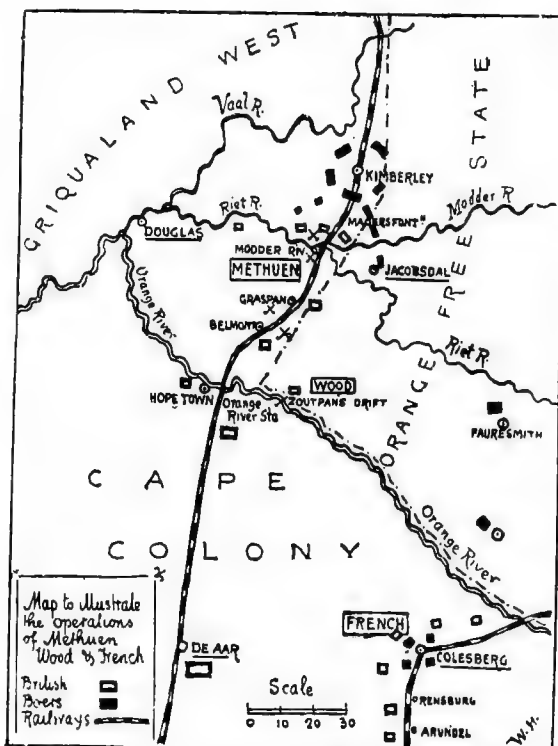 GRIQUALAND WEST
Vaal R.
ORANGE FREE STATE
KIMBERLEY
Riet R.
Modder R
MAGERSFONTn
DOUGLAS
MODDER RIV.
METHUEN
JACOBSDAL
GRASPAN
Orange River
BELMONT
Riet R.
WOOD
HOPE TOWN
Orange River Sta
ZOUTPANS DRIFT
FAURESMITH
CAPE COLONY
Orange River
Map to Illustrate
the operations
of Methuen
Wood & French
British
Boers
Railways
DE AAR
FRENCH
COLESBERG
Scale
0 10 20 30
RENSBURG
ARUNDEL
W.H.